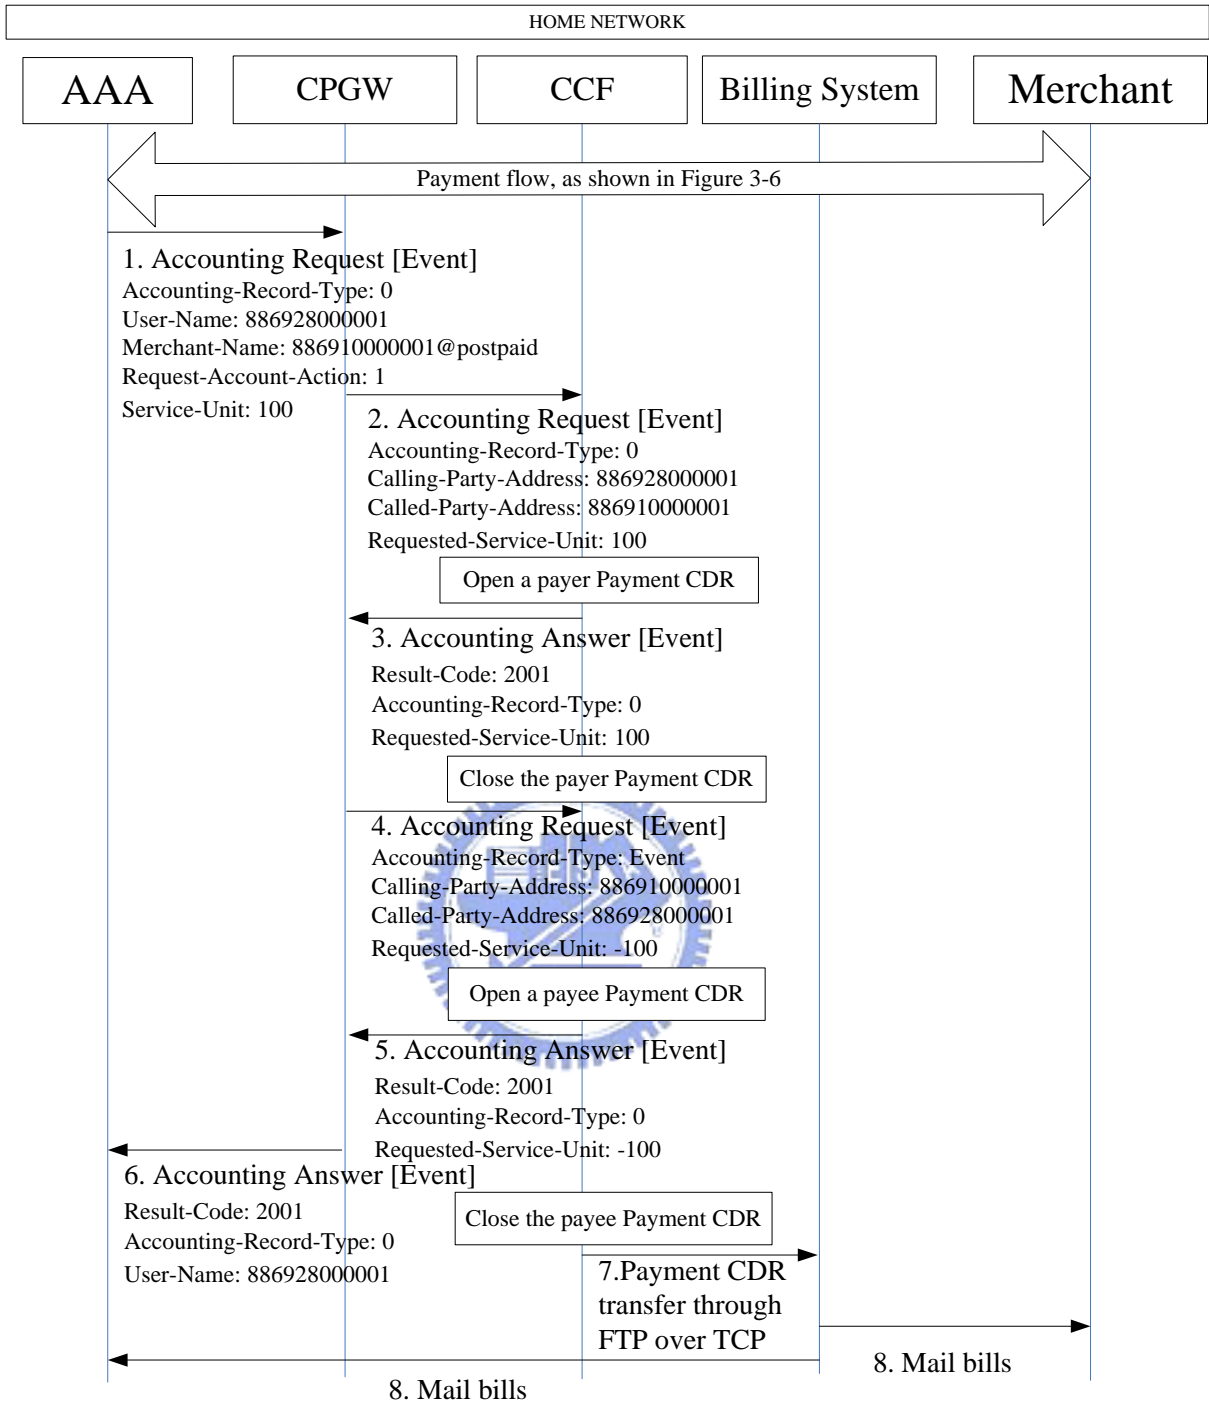 HOME NETWORK
AAA
CPGW
CCF
Billing System
Merchant
Payment flow, as shown in Figure 3-6
1. Accounting Request [Event]
Accounting-Record-Type: 0
User-Name: 886928000001
Merchant-Name: 886910000001@postpaid
Request-Account-Action: 1
Service-Unit: 100
2. Accounting Request [Event]
Accounting-Record-Type: 0
Calling-Party-Address: 886928000001
Called-Party-Address: 886910000001
Requested-Service-Unit: 100
Open a payer Payment CDR
3. Accounting Answer [Event]
Result-Code: 2001
Accounting-Record-Type: 0
Requested-Service-Unit: 100
Close the payer Payment CDR
4. Accounting Request [Event]
Accounting-Record-Type: Event
Calling-Party-Address: 886910000001
Called-Party-Address: 886928000001
Requested-Service-Unit: -100
Open a payee Payment CDR
5. Accounting Answer [Event]
Result-Code: 2001
Accounting-Record-Type: 0
Requested-Service-Unit: -100
6. Accounting Answer [Event]
Result-Code: 2001
Accounting-Record-Type: 0
User-Name: 886928000001
Close the payee Payment CDR
7.Payment CDR
transfer through
FTP over TCP
8. Mail bills
8. Mail bills